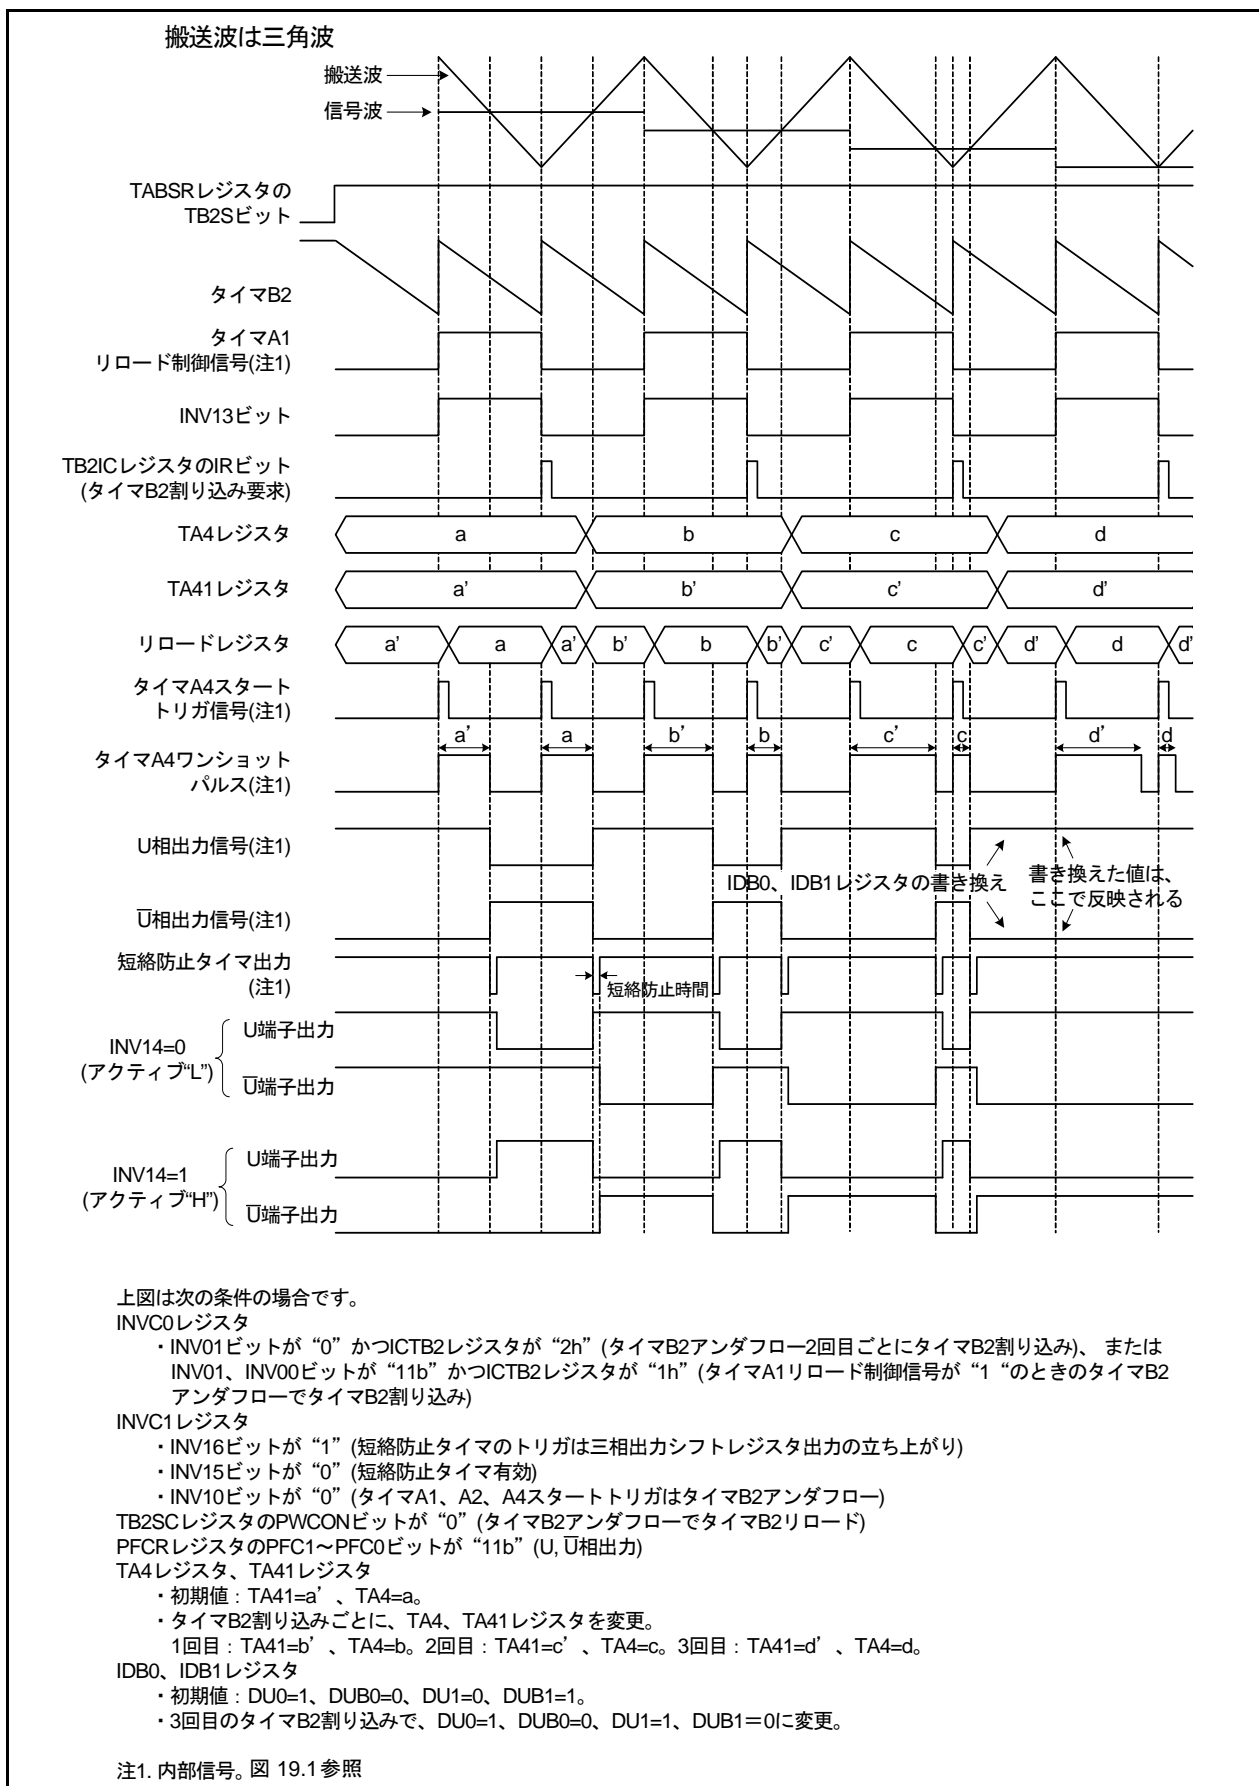 搬送波は三角波
搬送波
信号波
TABSRレジスタの
TB2Sビット
タイマB2
タイマA1
リロード制御信号(注1)
INV13ビット
TB2ICレジスタのIRビット
(タイマB2割り込み要求)
TA4レジスタ
a
b
c
d
TA41レジスタ
a’
b’
c’
d’
リロードレジスタ
a’
a
a’
b’
b
b’
c’
c
c’
d’
d
d’
タイマA4スタート
トリガ信号(注1)
a’
a
b’
b
c’
c
d’
d
タイマA4ワンショット
パルス(注1)
U相出力信号(注1)
IDB0、IDB1レジスタの書き換え
書き換えた値は、
ここで反映される
U̅相出力信号(注1)
短絡防止タイマ出力
(注1)
短絡防止時間
INV14=0
(アクティブ“L”)
U端子出力
U̅端子出力
INV14=1
(アクティブ“H”)
U端子出力
U̅端子出力
上図は次の条件の場合です。
INVC0レジスタ
・INV01ビットが“0”かつICTB2レジスタが“2h”(タイマB2アンダフロー2回目ごとにタイマB2割り込み)、または
INV01、INV00ビットが“11b”かつICTB2レジスタが“1h”(タイマA1リロード制御信号が“1“のときのタイマB2
アンダフローでタイマB2割り込み)
INVC1レジスタ
・INV16ビットが“1”(短絡防止タイマのトリガは三相出力シフトレジスタ出力の立ち上がり)
・INV15ビットが“0”(短絡防止タイマ有効)
・INV10ビットが“0”(タイマA1、A2、A4スタートトリガはタイマB2アンダフロー)
TB2SCレジスタのPWCONビットが“0”(タイマB2アンダフローでタイマB2リロード)
PFCRレジスタのPFC1～PFC0ビットが“11b”(U, U̅相出力)
TA4レジスタ、TA41レジスタ
・初期値：TA41=a’、TA4=a。
・タイマB2割り込みごとに、TA4、TA41レジスタを変更。
1回目：TA41=b’、TA4=b。2回目：TA41=c’、TA4=c。3回目：TA41=d’、TA4=d。
IDB0、IDB1レジスタ
・初期値：DU0=1、DUB0=0、DU1=0、DUB1=1。
・3回目のタイマB2割り込みで、DU0=1、DUB0=0、DU1=1、DUB1＝0に変更。
注1. 内部信号。図 19.1参照